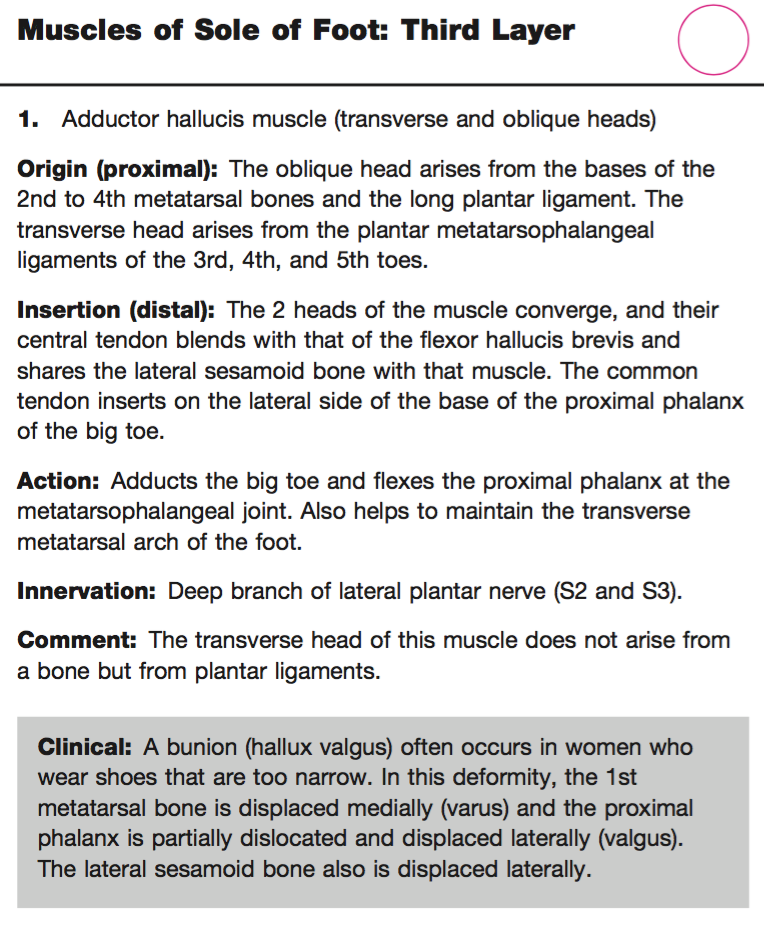 Muscles of Sole of Foot: Third Layer
1. Adductor hallucis muscle (transverse and oblique heads)
Origin (proximal): The oblique head arises from the bases of the
2nd to 4th metatarsal bones and the long plantar ligament. The
transverse head arises from the plantar metatarsophalangeal
ligaments of the 3rd, 4th, and 5th toes.
Insertion (distal): The 2 heads of the muscle converge, and their
central tendon blends with that of the flexor hallucis brevis and
shares the lateral sesamoid bone with that muscle. The common
tendon inserts on the lateral side of the base of the proximal phalanx
of the big toe.
Action: Adducts the big toe and flexes the proximal phalanx at the
metatarsophalangeal joint. Also helps to maintain the transverse
metatarsal arch of the foot.
Innervation: Deep branch of lateral plantar nerve (S2 and S3).
Comment: The transverse head of this muscle does not arise from
a bone but from plantar ligaments.
Clinical: A bunion (hallux valgus) often occurs in women who
wear shoes that are too narrow. In this deformity, the 1st
metatarsal bone is displaced medially (varus) and the proximal
phalanx is partially dislocated and displaced laterally (valgus).
The lateral sesamoid bone also is displaced laterally.